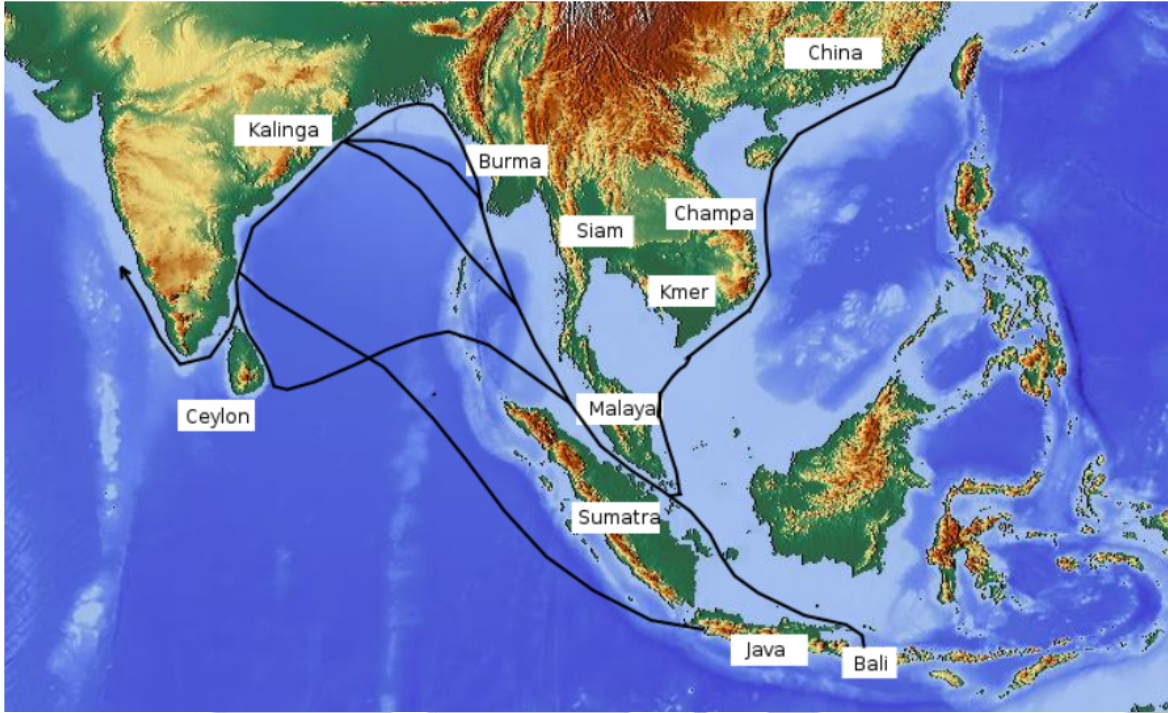 China
Kalinga
Burma
Champa
Siam
Kmer
Malaya
Ceylon
Sumatra
Java
Bali